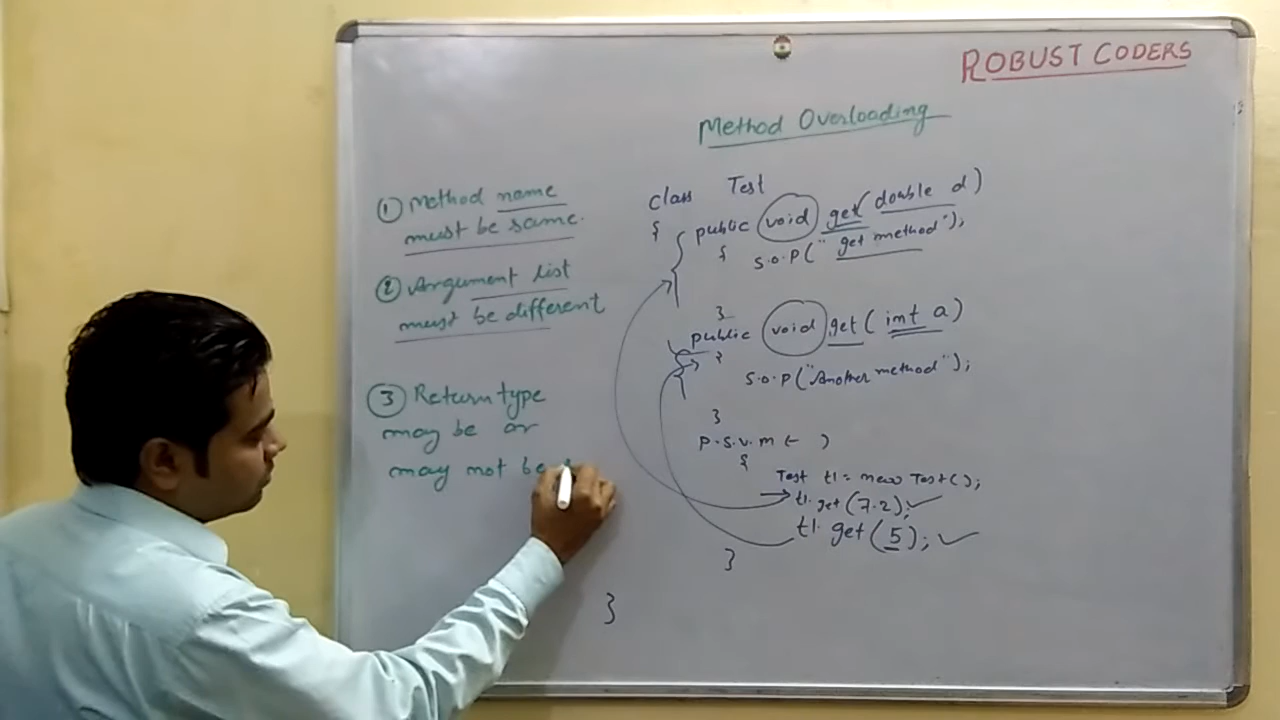 ROBUST CODERS
Method Overloading
① Method name
must be same.
② Argument list
must be different
③ Return type
may be or
may not be
class Test
{ public void get(double d)
{ S.O.P("get method");
}
public void get(int a)
{
S.O.P("Another method");
}
P.S.V.M (– )
{
Test t1 = new Test();
t1.get(7.2);
t1.get(5);
}
}